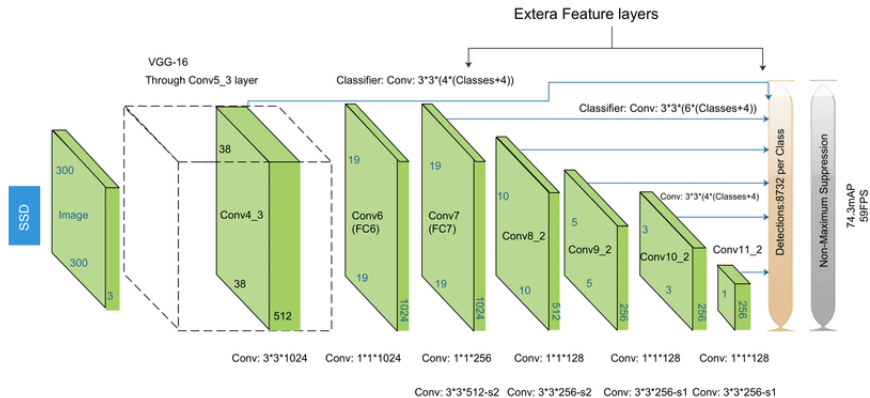 Extera Feature layers
VGG-16
Through Conv5_3 layer
Classifier: Conv: 3*3*(4*(Classes+4))
Classifier: Conv: 3*3*(6*(Classes+4))
SSD
300
Image
300
3
38
Conv4_3
38
512
19
Conv6
(FC6)
19
1024
19
Conv7
(FC7)
19
1024
10
Conv8_2
10
512
5
Conv9_2
5
256
Conv: 3*3*(4*(Classes+4)
3
Conv10_2
3
256
Conv11_2
1
256
Detections:8732 per Class
Non-Maximum Suppression
74.3mAP
59FPS
Conv: 3*3*1024
Conv: 1*1*1024
Conv: 1*1*256
Conv: 1*1*128
Conv: 1*1*128
Conv: 1*1*128
Conv: 3*3*512-s2
Conv: 3*3*256-s2
Conv: 3*3*256-s1
Conv: 3*3*256-s1